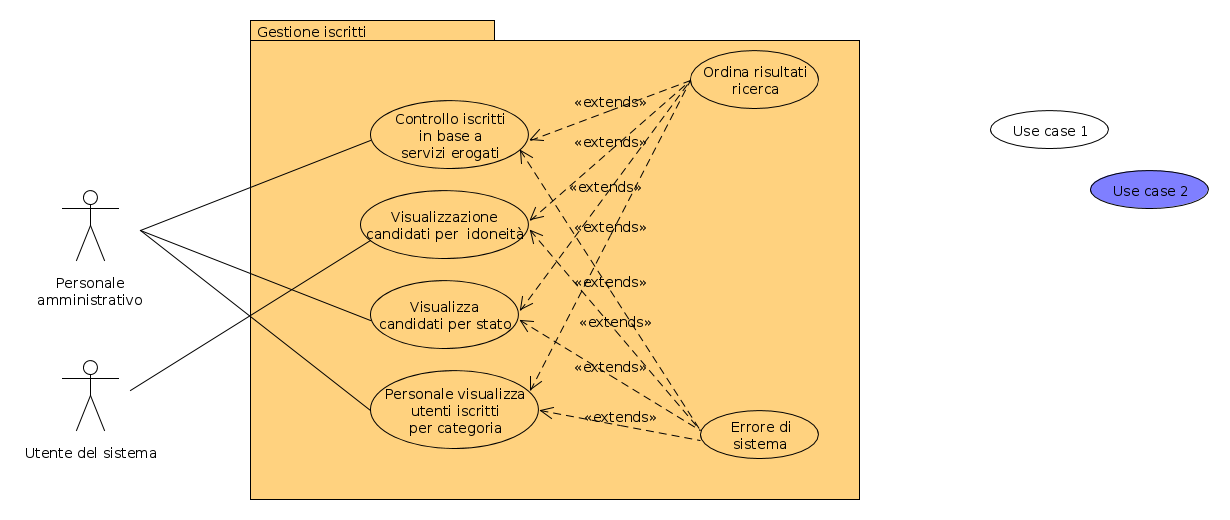 Gestione iscritti
Ordina risultati
ricerca
«extends»
Controllo iscritti
in base a
servizi erogati
Use case 1
«extends»
«extends»
Use case 2
Visualizzazione
candidati per  idoneità
«extends»
Personale
amministrativo
«extends»
Visualizza
candidati per stato
«extends»
«extends»
Personale visualizza
utenti iscritti
per categoria
«extends»
Errore di
sistema
Utente del sistema